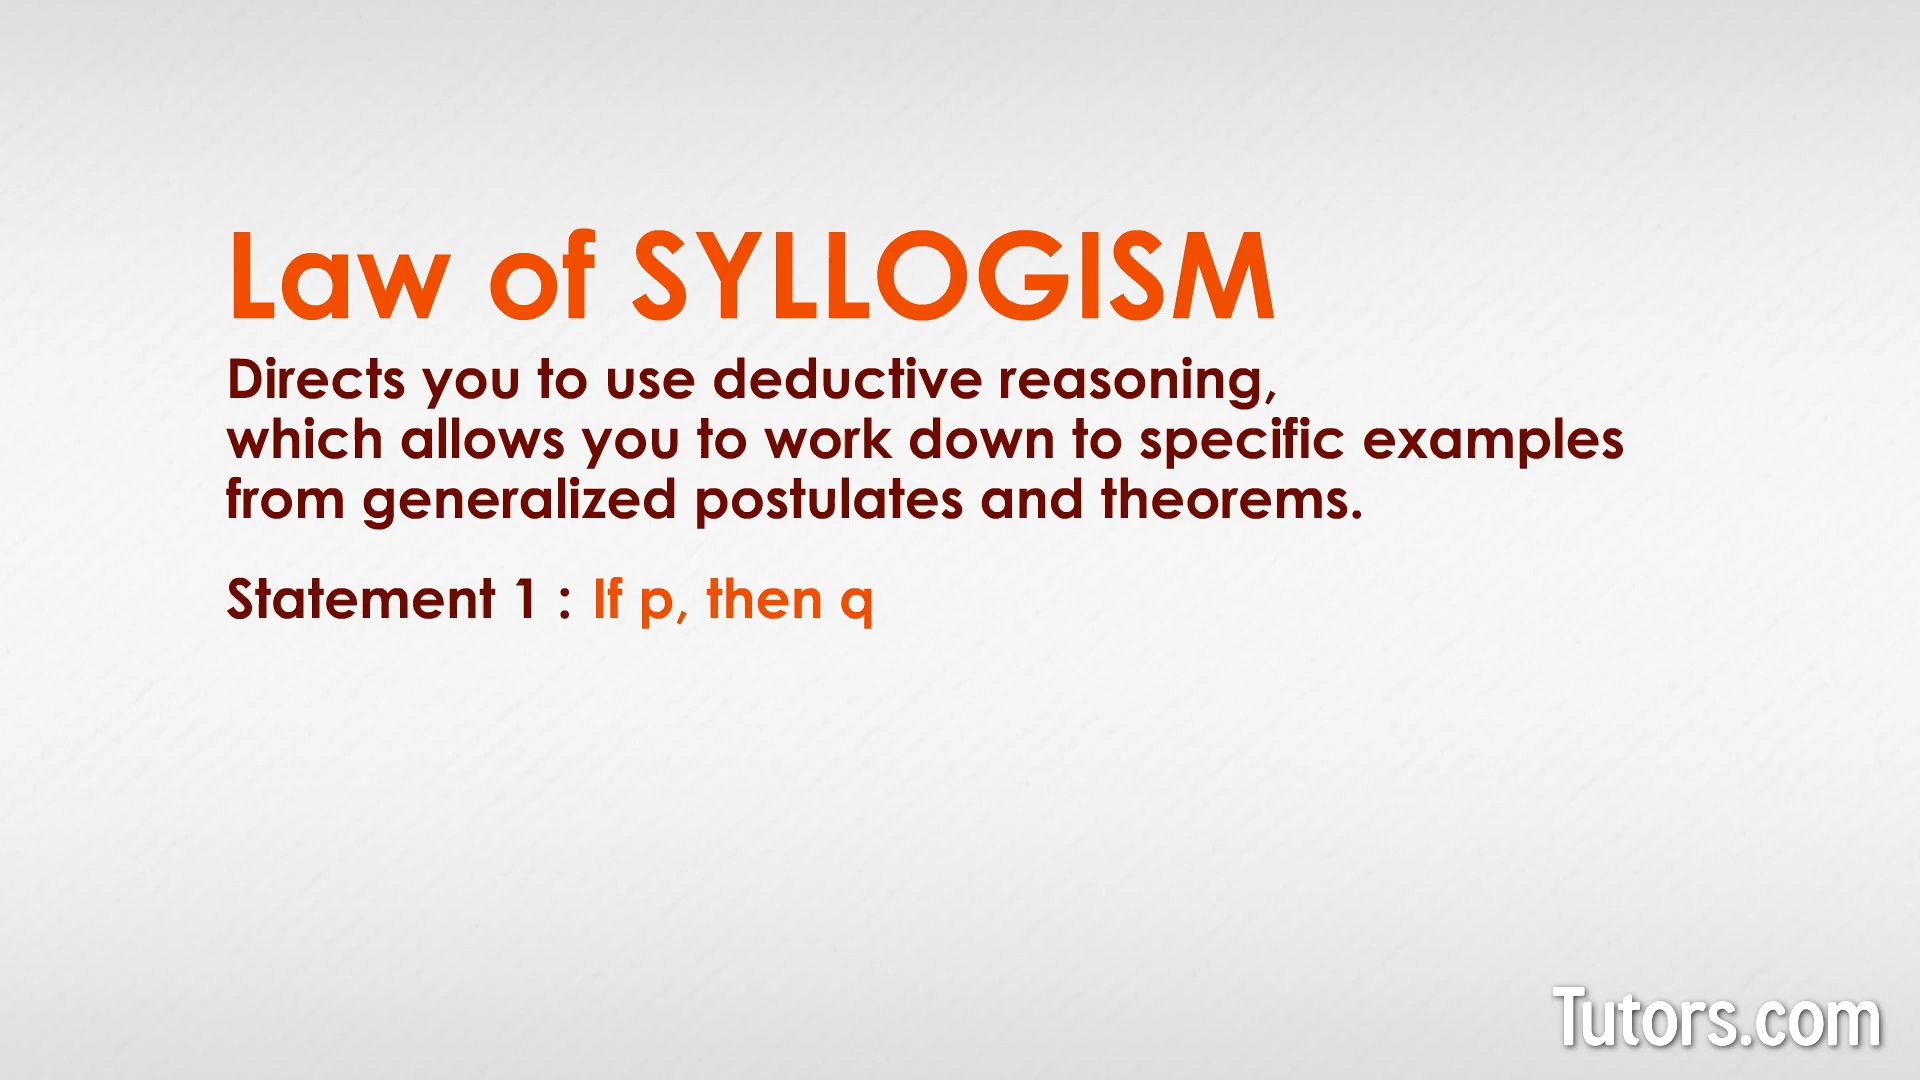 Law of SYLLOGISM
Directs you to use deductive reasoning,
which allows you to work down to specific examples
from generalized postulates and theorems.
Statement 1 : If p, then q
Tutors.com